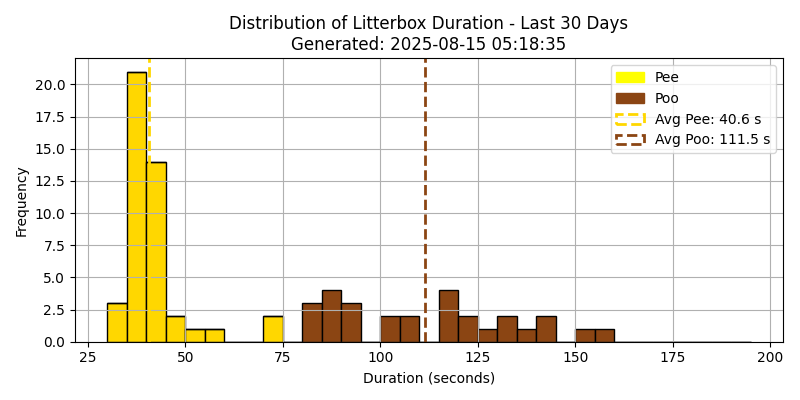 Distribution of Litterbox Duration - Last 30 Days
Generated: 2025-08-15 05:18:35
Pee
Poo
Avg Pee: 40.6 s
Avg Poo: 111.5 s
Frequency
20.0
17.5
15.0
12.5
10.0
7.5
5.0
2.5
0.0
25 50 75 100 125 150 175 200
Duration (seconds)